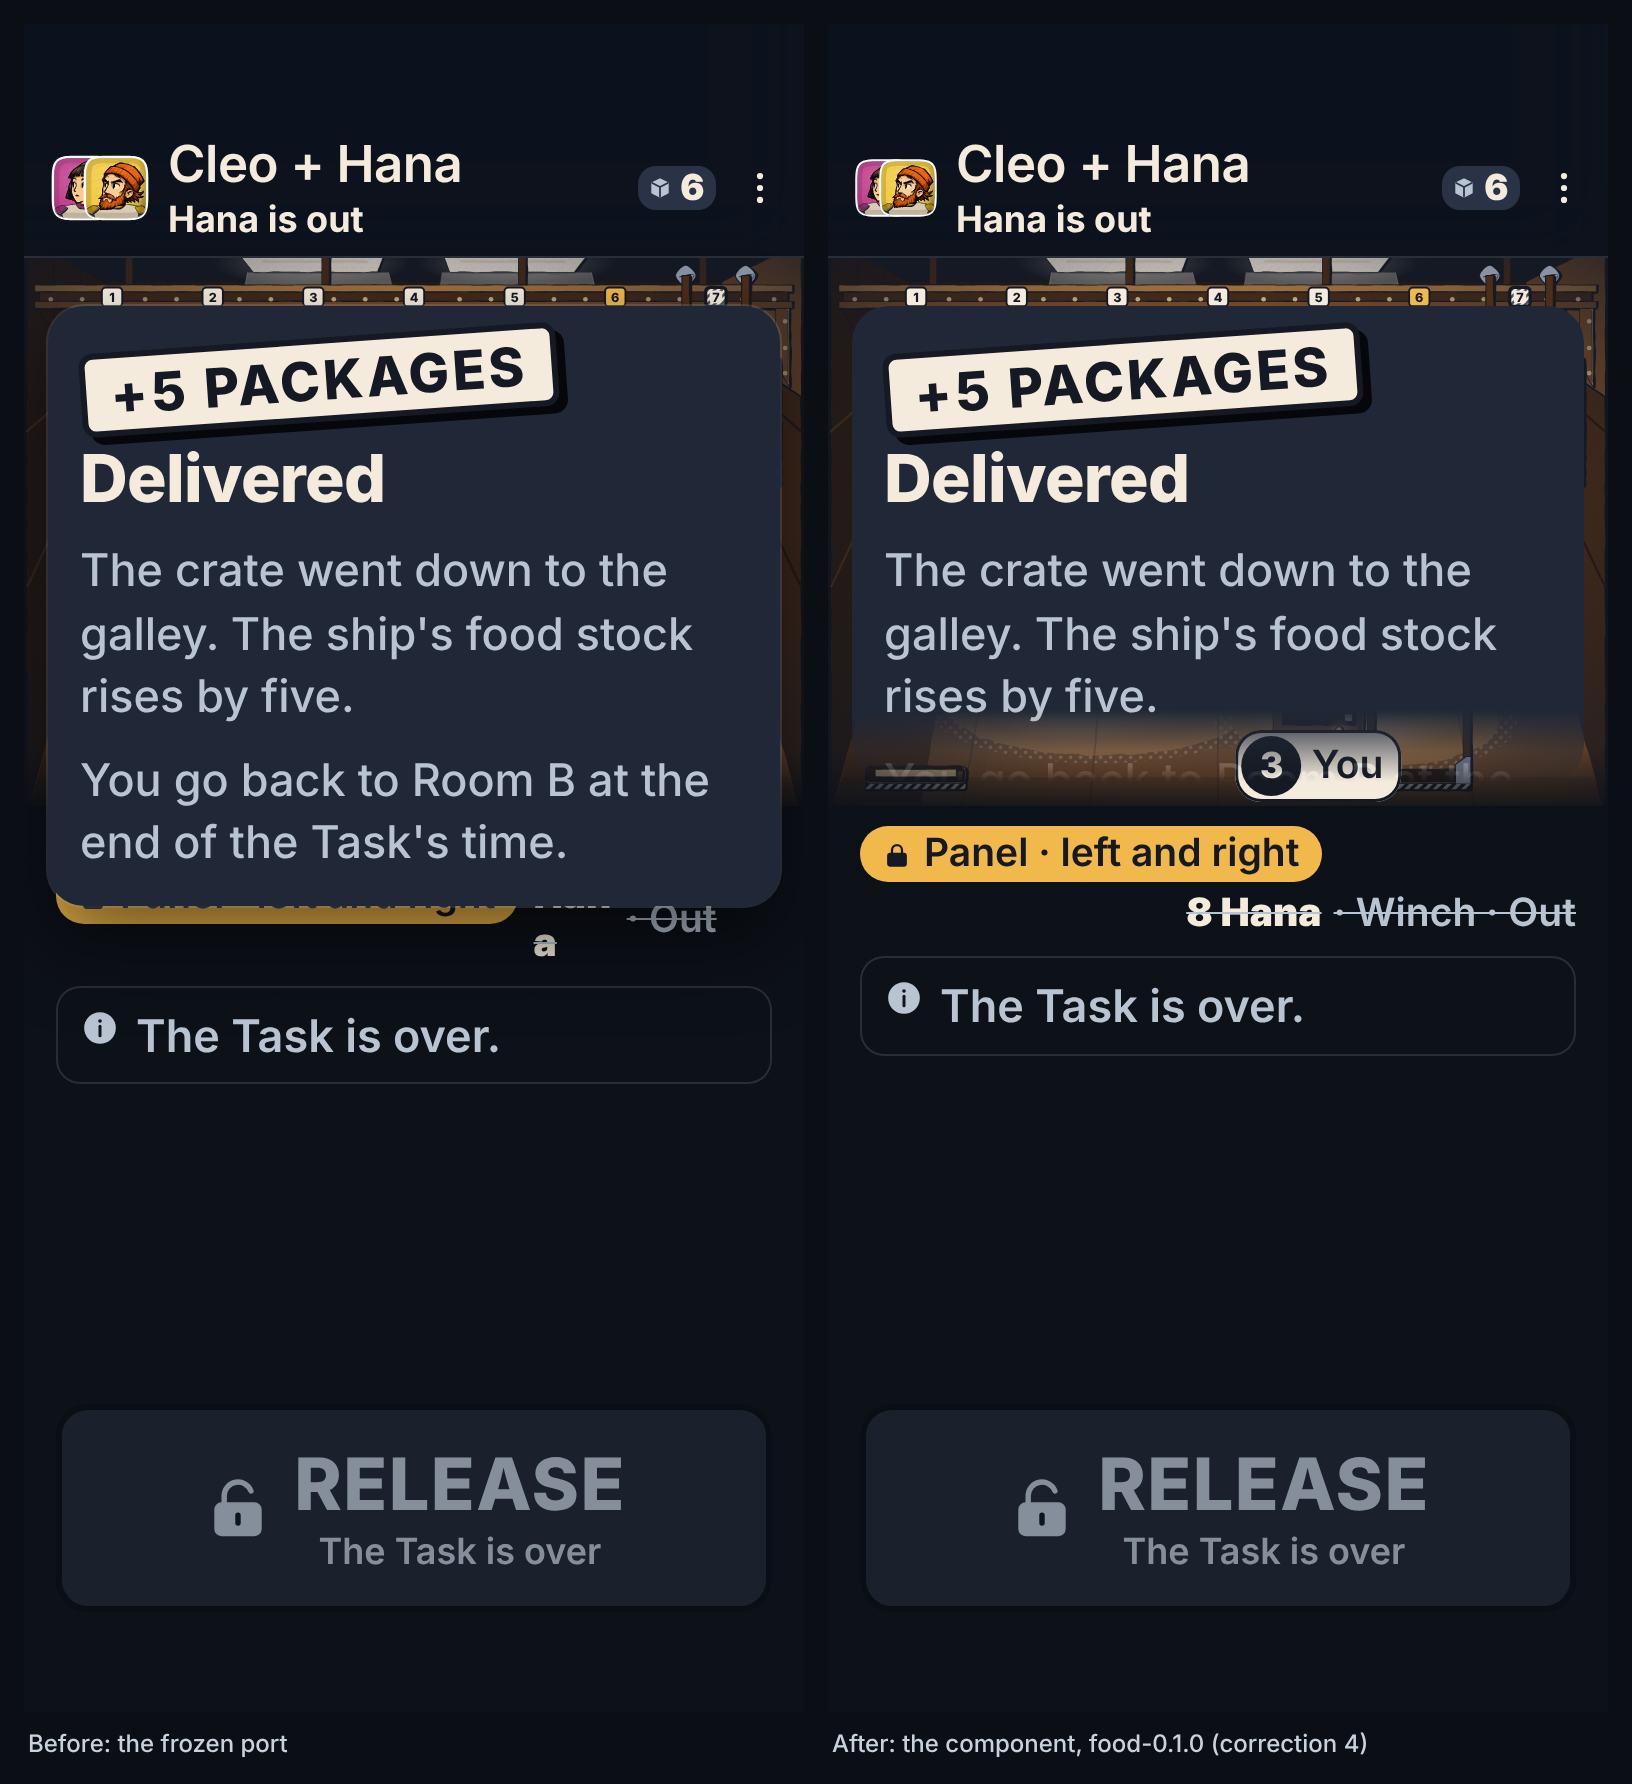 Cleo + Hana
Hana is out
6
1 2 3 4 5 6 7
+5 PACKAGES
Delivered
The crate went down to the
galley. The ship's food stock
rises by five.
You go back to Room B at the
end of the Task's time.
· Out
a
The Task is over.
RELEASE
The Task is over
Before: the frozen port
Cleo + Hana
Hana is out
6
1 2 3 4 5 6 7
+5 PACKAGES
Delivered
The crate went down to the
galley. The ship's food stock
rises by five.
You go back to at the
3 You
Panel · left and right
8 Hana · Winch · Out
The Task is over.
RELEASE
The Task is over
After: the component, food-0.1.0 (correction 4)